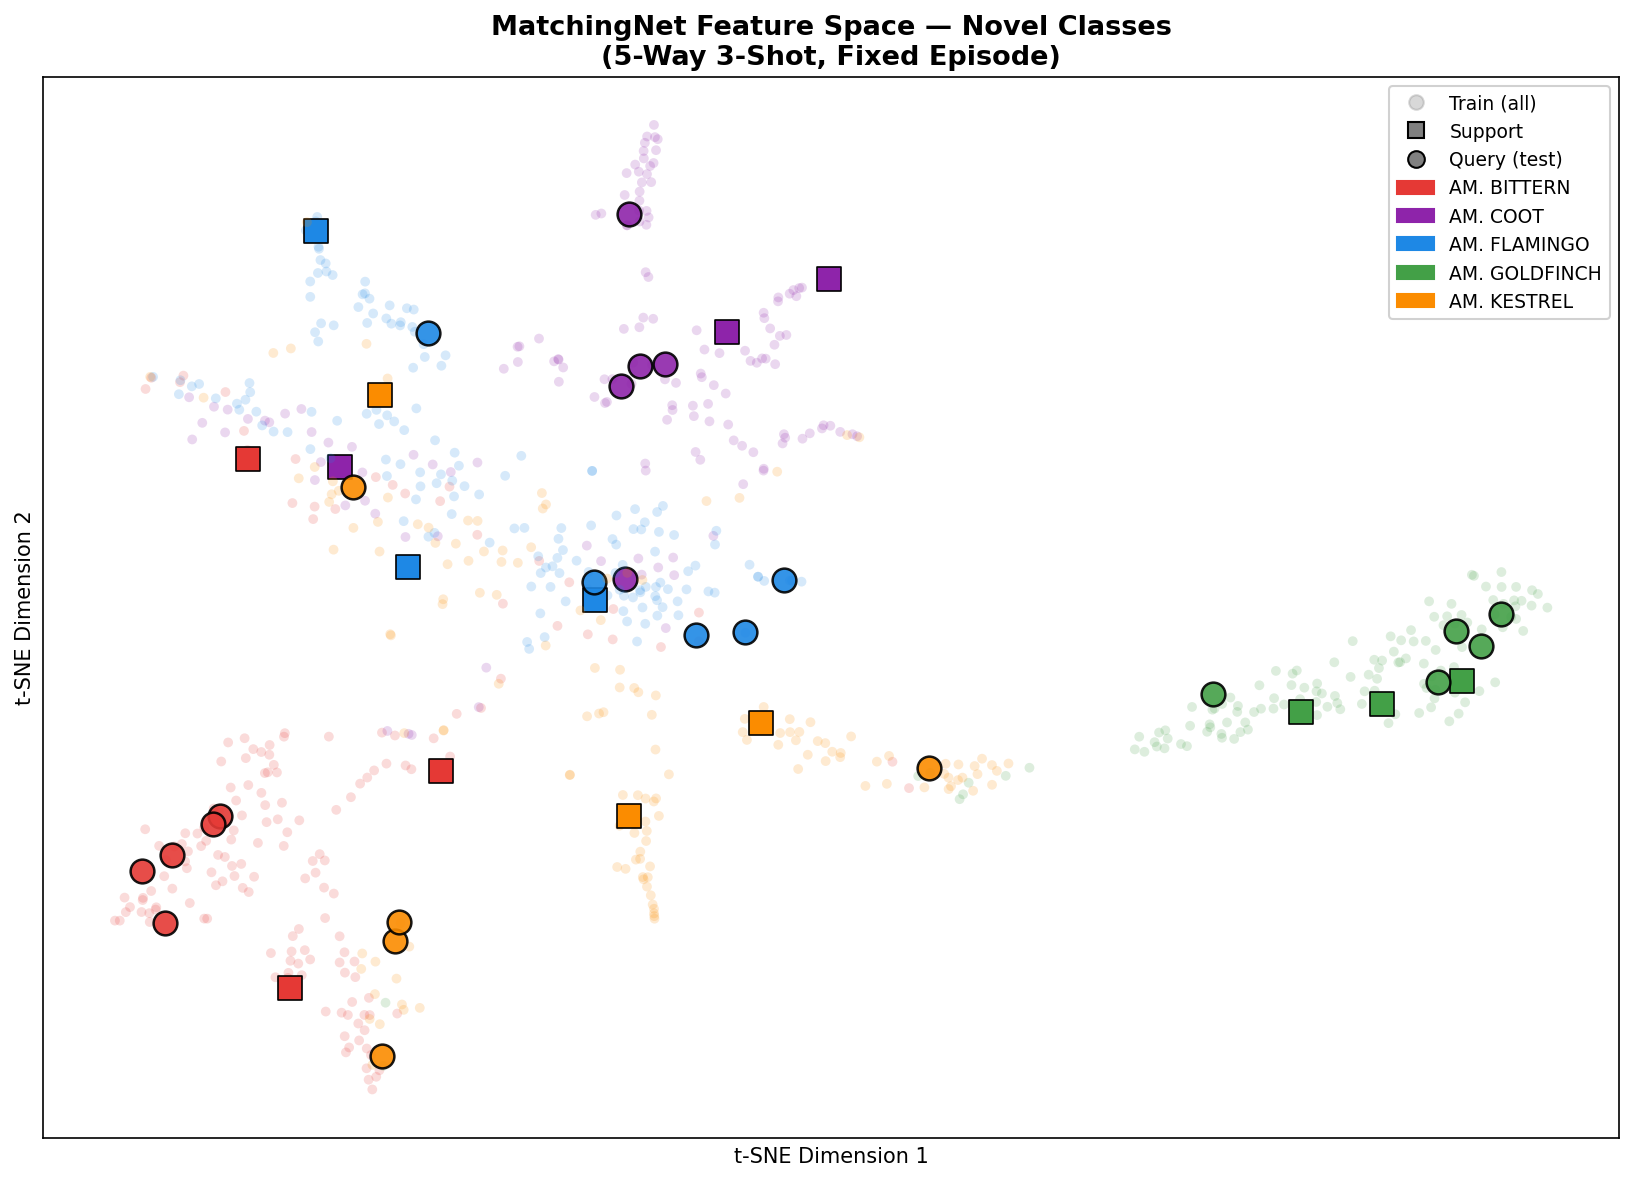 MatchingNet Feature Space — Novel Classes
(5-Way 3-Shot, Fixed Episode)
Train (all)
Support
Query (test)
AM. BITTERN
AM. COOT
AM. FLAMINGO
AM. GOLDFINCH
AM. KESTREL
t-SNE Dimension 2
t-SNE Dimension 1